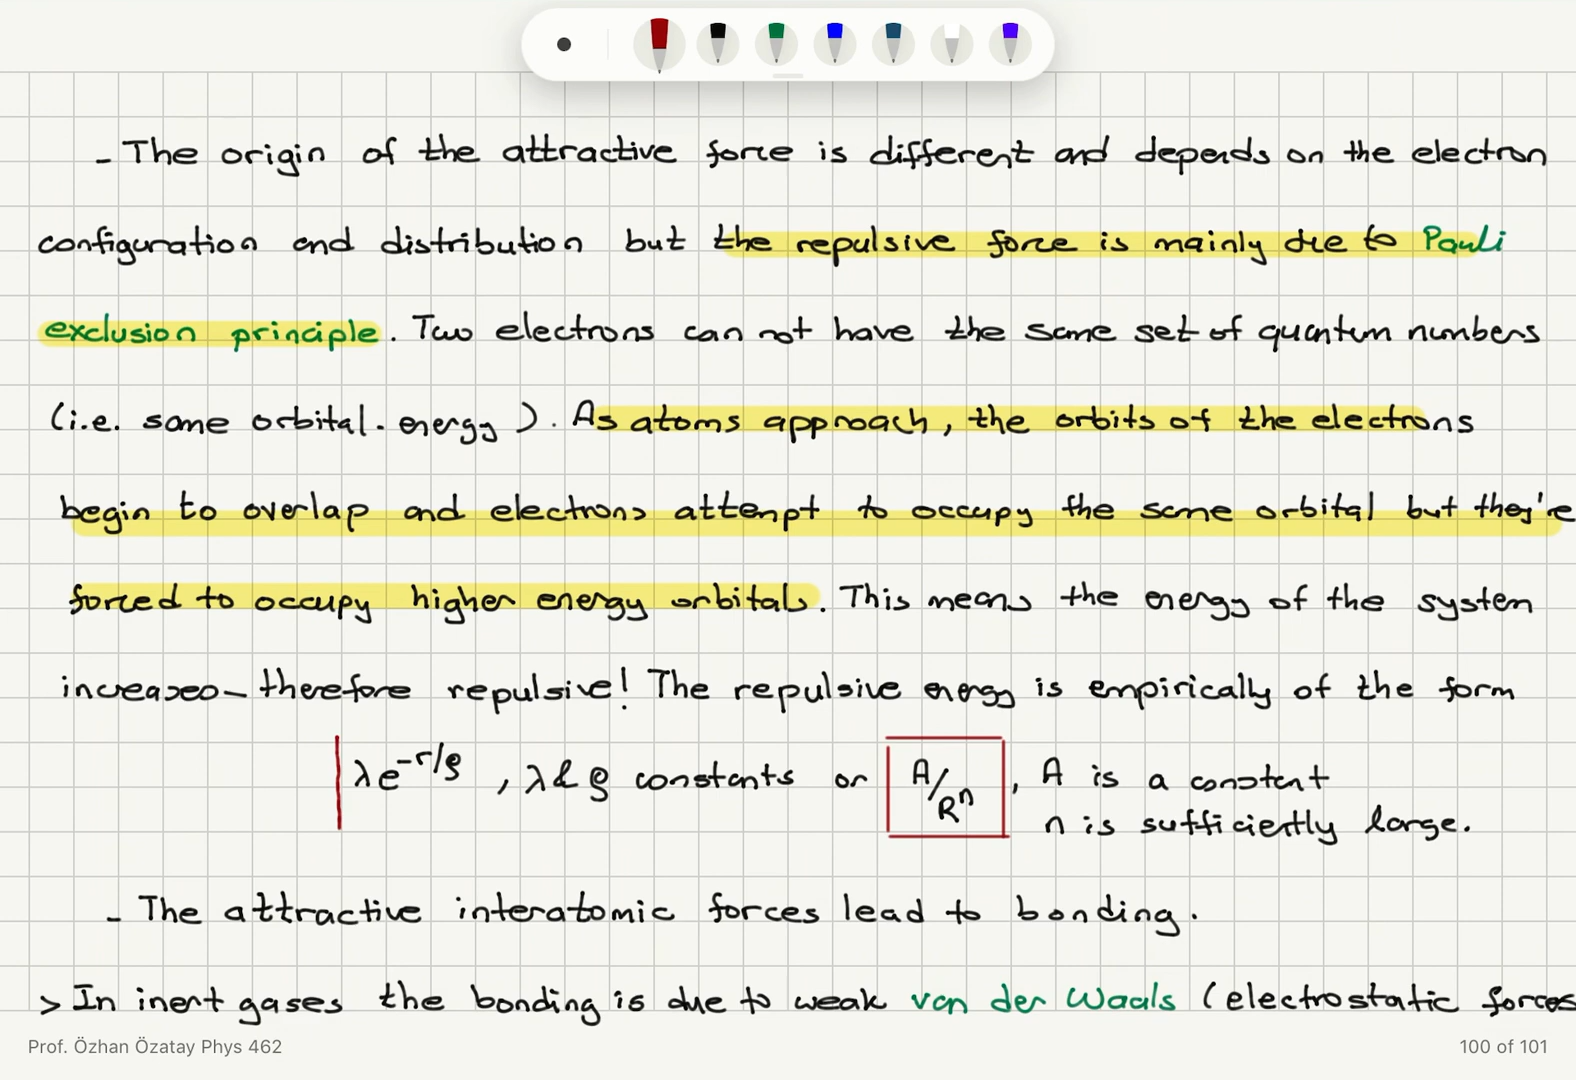 - The origin of the attractive force is different and depends on the electron
configuration and distribution but the repulsive force is mainly due to Pauli
exclusion principle. Two electrons can not have the same set of quantum numbers
(i.e. same orbital - energy ). As atoms approach, the orbits of the electrons
begin to overlap and electrons attempt to occupy the same orbital but they're
forced to occupy higher energy orbitals. This means the energy of the system
increases - therefore repulsive! The repulsive energy is empirically of the form
λe^-r/ρ , λ & ρ constants or A/R^n , A is a constant
n is sufficiently large.
- The attractive interatomic forces lead to bonding.
> In inert gases the bonding is due to weak van der Waals (electrostatic forces
Prof. Özhan Özatay Phys 462
100 of 101